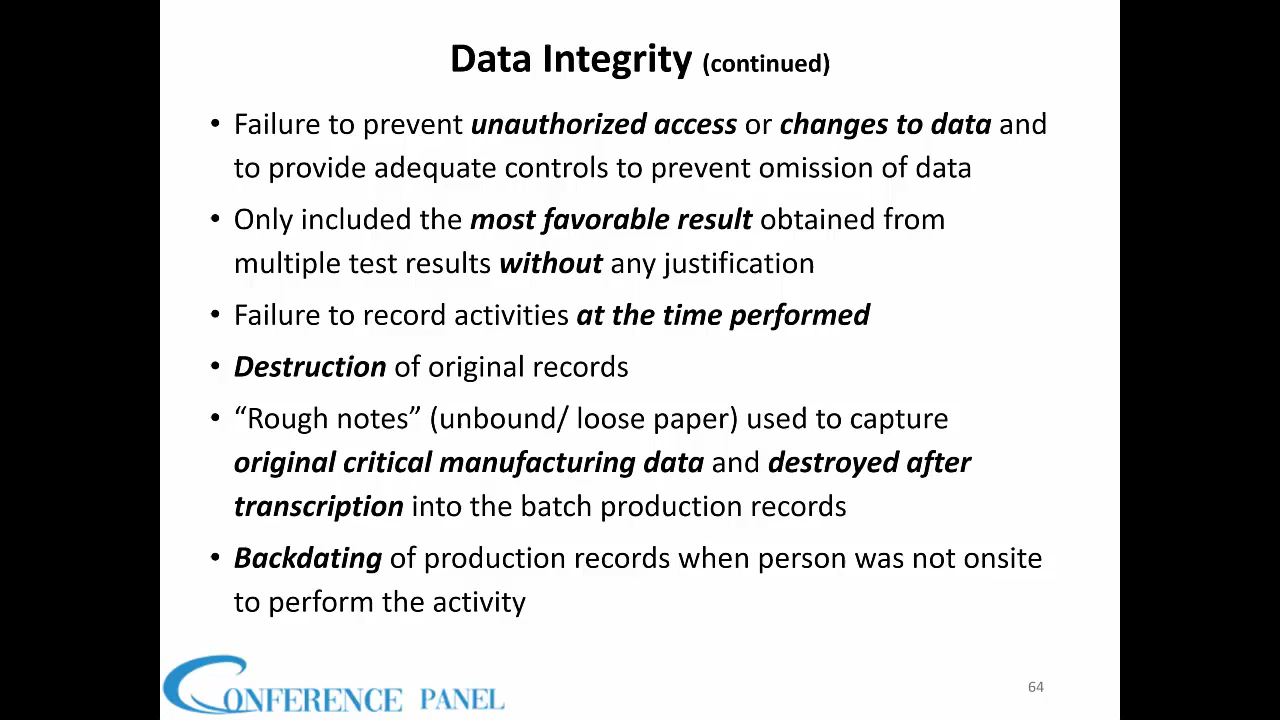 Data Integrity (continued)
• Failure to prevent unauthorized access or changes to data and
to provide adequate controls to prevent omission of data
• Only included the most favorable result obtained from
multiple test results without any justification
• Failure to record activities at the time performed
• Destruction of original records
• “Rough notes” (unbound/ loose paper) used to capture
original critical manufacturing data and destroyed after
transcription into the batch production records
• Backdating of production records when person was not onsite
to perform the activity
CONFERENCE PANEL
64